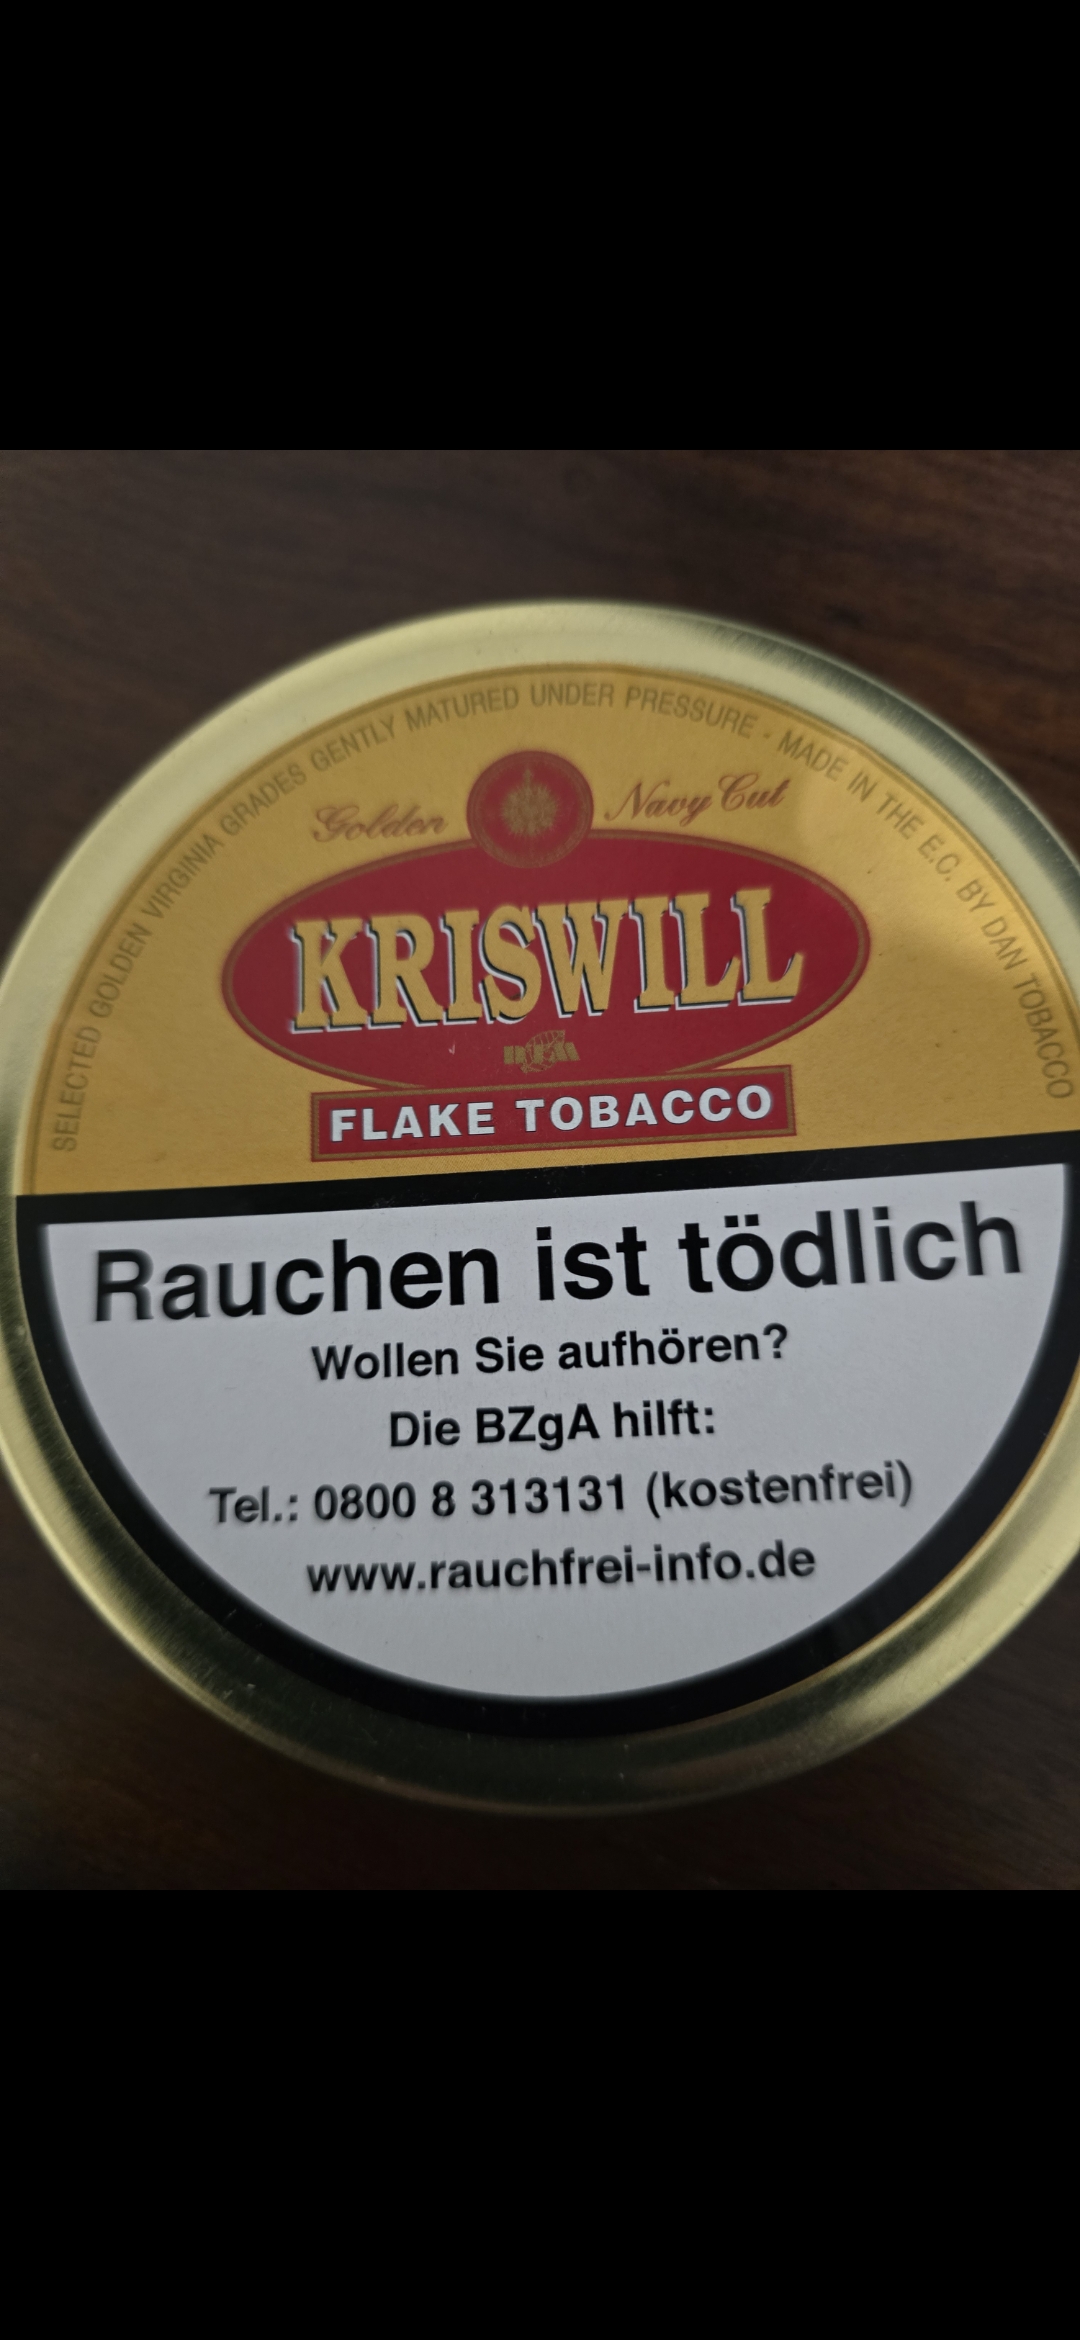 SELECTED GOLDEN VIRGINIA GRADES GENTLY MATURED UNDER PRESSURE - MADE IN THE E.C. BY DAN TOBACCO
Golden Navy Cut
KRISWILL
DTM
FLAKE TOBACCO
Rauchen ist tödlich
Wollen Sie aufhören?
Die BZgA hilft:
Tel.: 0800 8 313131 (kostenfrei)
www.rauchfrei-info.de